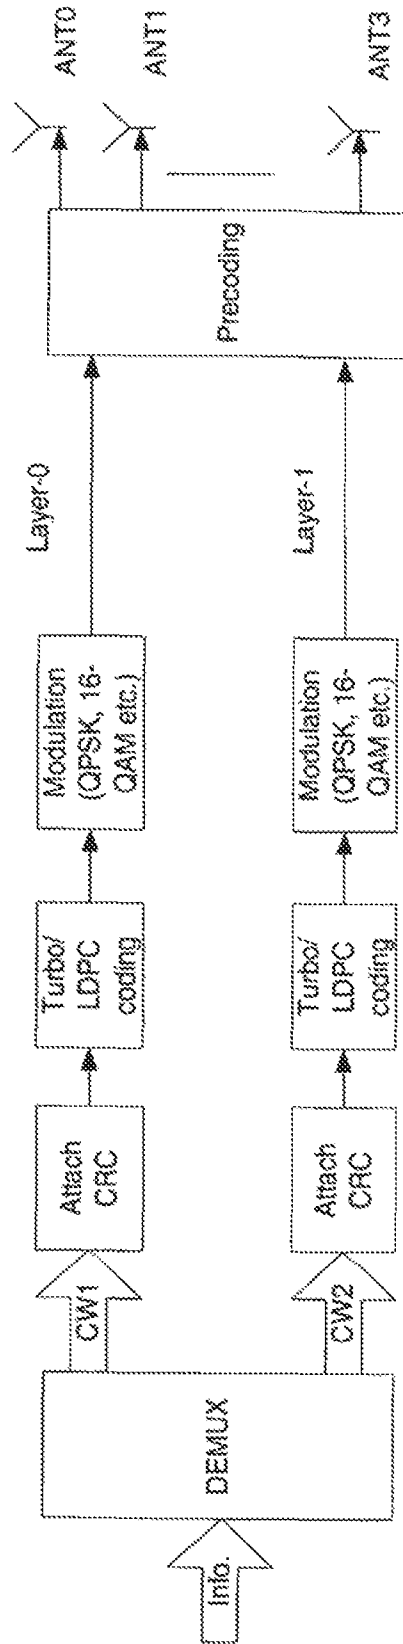 Info.
DEMUX
CW1
Attach
CRC
Turbo/
LDPC
coding
Modulation
(QPSK, 16-
QAM etc.)
Layer-0
CW2
Attach
CRC
Turbo/
LDPC
coding
Modulation
(QPSK, 16-
QAM etc.)
Layer-1
Precoding
ANT0
ANT1
ANT3